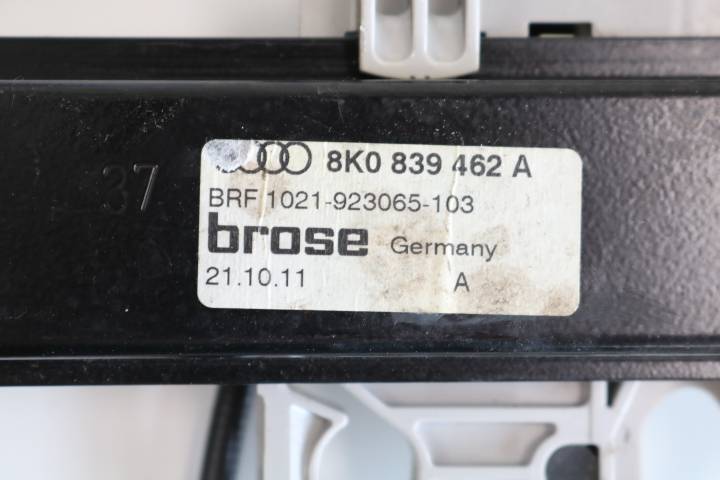 37
8K0 839 462 A
BRF 1021-923065-103
brose Germany
21.10.11 A